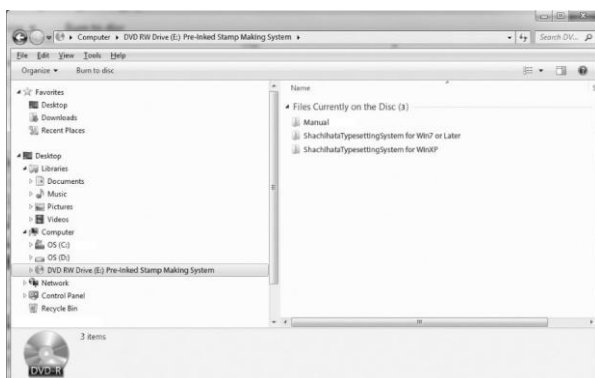 Computer ▸ DVD RW Drive (E:) Pre-Inked Stamp Making System ▸
Search DV...
File Edit View Tools Help
Organize ▾ Burn to disc
Favorites
Desktop
Downloads
Recent Places
Desktop
Libraries
Documents
Music
Pictures
Videos
Computer
OS (C:)
OS (D:)
DVD RW Drive (E:) Pre-Inked Stamp Making System
Network
Control Panel
Recycle Bin
Name
Files Currently on the Disc (3)
Manual
ShachihataTypesettingSystem for Win7 or Later
ShachihataTypesettingSystem for WinXP
3 items
DVD-R